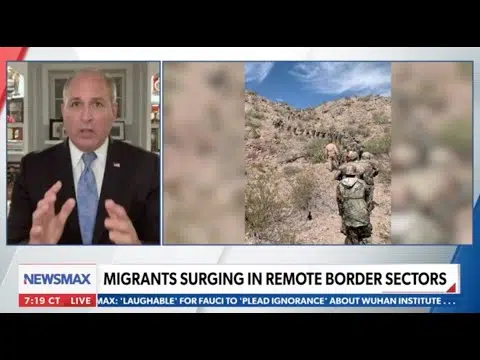 NEWSMAX
MIGRANTS SURGING IN REMOTE BORDER SECTORS
7:19 CT LIVE
MAX: 'LAUGHABLE' FOR FAUCI TO 'PLEAD IGNORANCE' ABOUT WUHAN INSTITUTE . . .